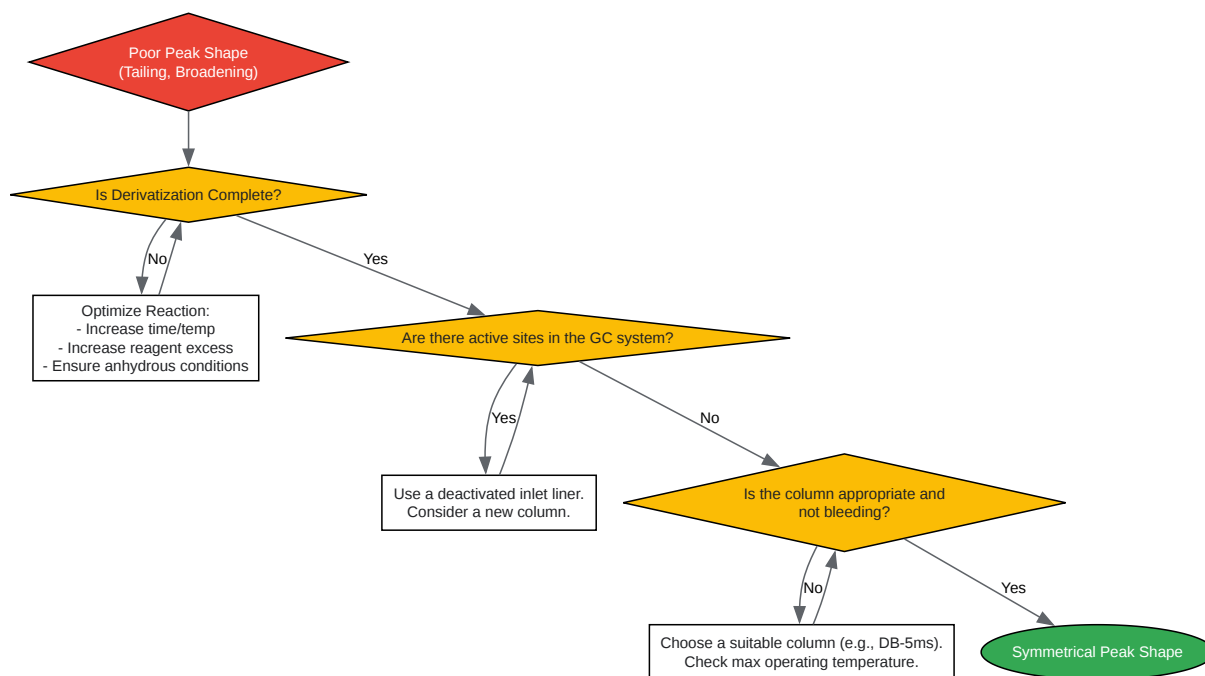 Poor Peak Shape
(Tailing, Broadening)
Is Derivatization Complete?
No
Yes
Optimize Reaction:
- Increase time/temp
- Increase reagent excess
- Ensure anhydrous conditions
Are there active sites in the GC system?
Yes
No
Use a deactivated inlet liner.
Consider a new column.
Is the column appropriate and
not bleeding?
No
Yes
Choose a suitable column (e.g., DB-5ms).
Check max operating temperature.
Symmetrical Peak Shape